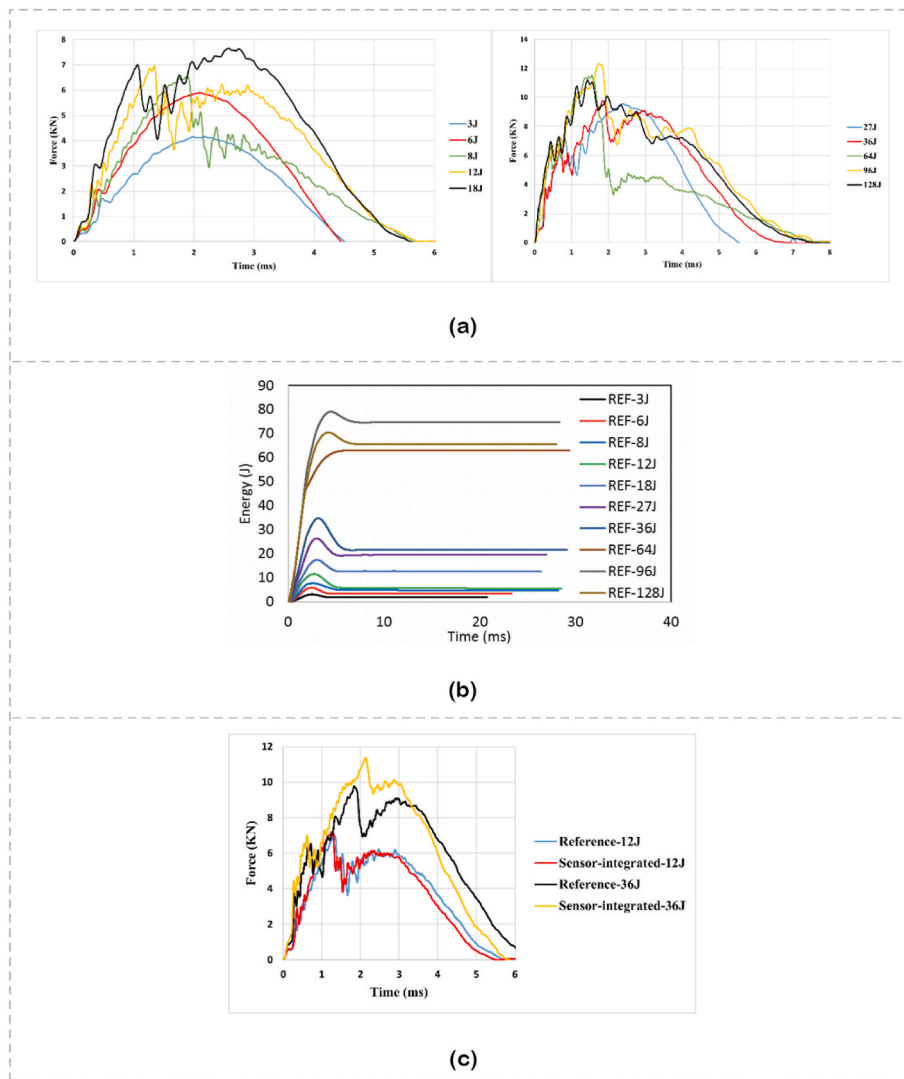 8
7
6
5
4
3
2
1
0
0 1 2 3 4 5 6
Force (KN)
Time (ms)
3J
6J
8J
12J
18J
14
12
10
8
6
4
2
0
0 1 2 3 4 5 6 7 8
Force (KN)
Time (ms)
27J
36J
64J
96J
128J
(a)
90
80
70
60
50
40
30
20
10
0
0 10 20 30 40
Energy (J)
Time (ms)
REF-3J
REF-6J
REF-8J
REF-12J
REF-18J
REF-27J
REF-36J
REF-64J
REF-96J
REF-128J
(b)
12
10
8
6
4
2
0
0 1 2 3 4 5 6
Force (KN)
Time (ms)
Reference-12J
Sensor-integrated-12J
Reference-36J
Sensor-integrated-36J
(c)